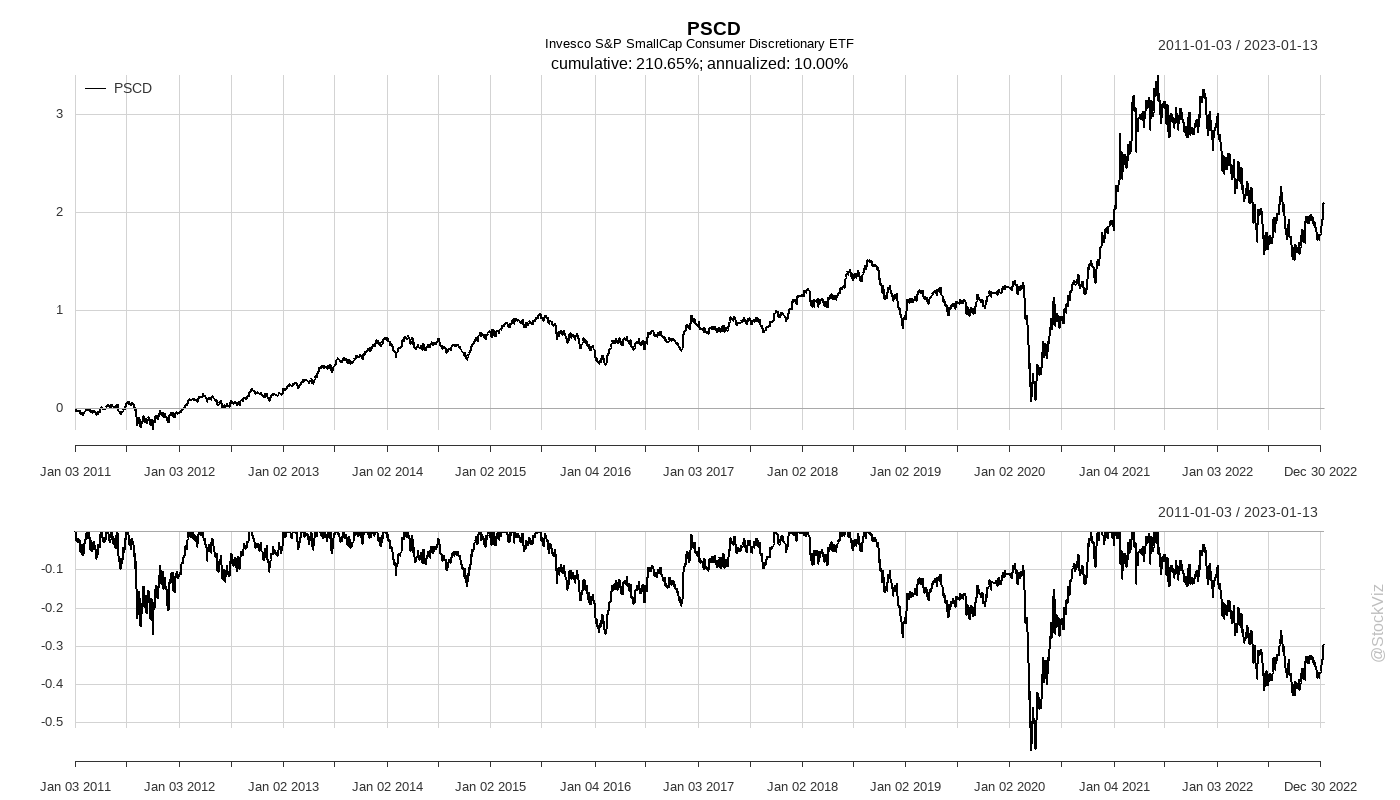 PSCD
Invesco S&P SmallCap Consumer Discretionary ETF
cumulative: 210.65%; annualized: 10.00%
2011-01-03 / 2023-01-13
PSCD
3
2
1
0
Jan 03 2011 Jan 03 2012 Jan 02 2013 Jan 02 2014 Jan 02 2015 Jan 04 2016 Jan 03 2017 Jan 02 2018 Jan 02 2019 Jan 02 2020 Jan 04 2021 Jan 03 2022 Dec 30 2022
2011-01-03 / 2023-01-13
-0.1
-0.2
-0.3
-0.4
-0.5
Jan 03 2011 Jan 03 2012 Jan 02 2013 Jan 02 2014 Jan 02 2015 Jan 04 2016 Jan 03 2017 Jan 02 2018 Jan 02 2019 Jan 02 2020 Jan 04 2021 Jan 03 2022 Dec 30 2022
@StockViz